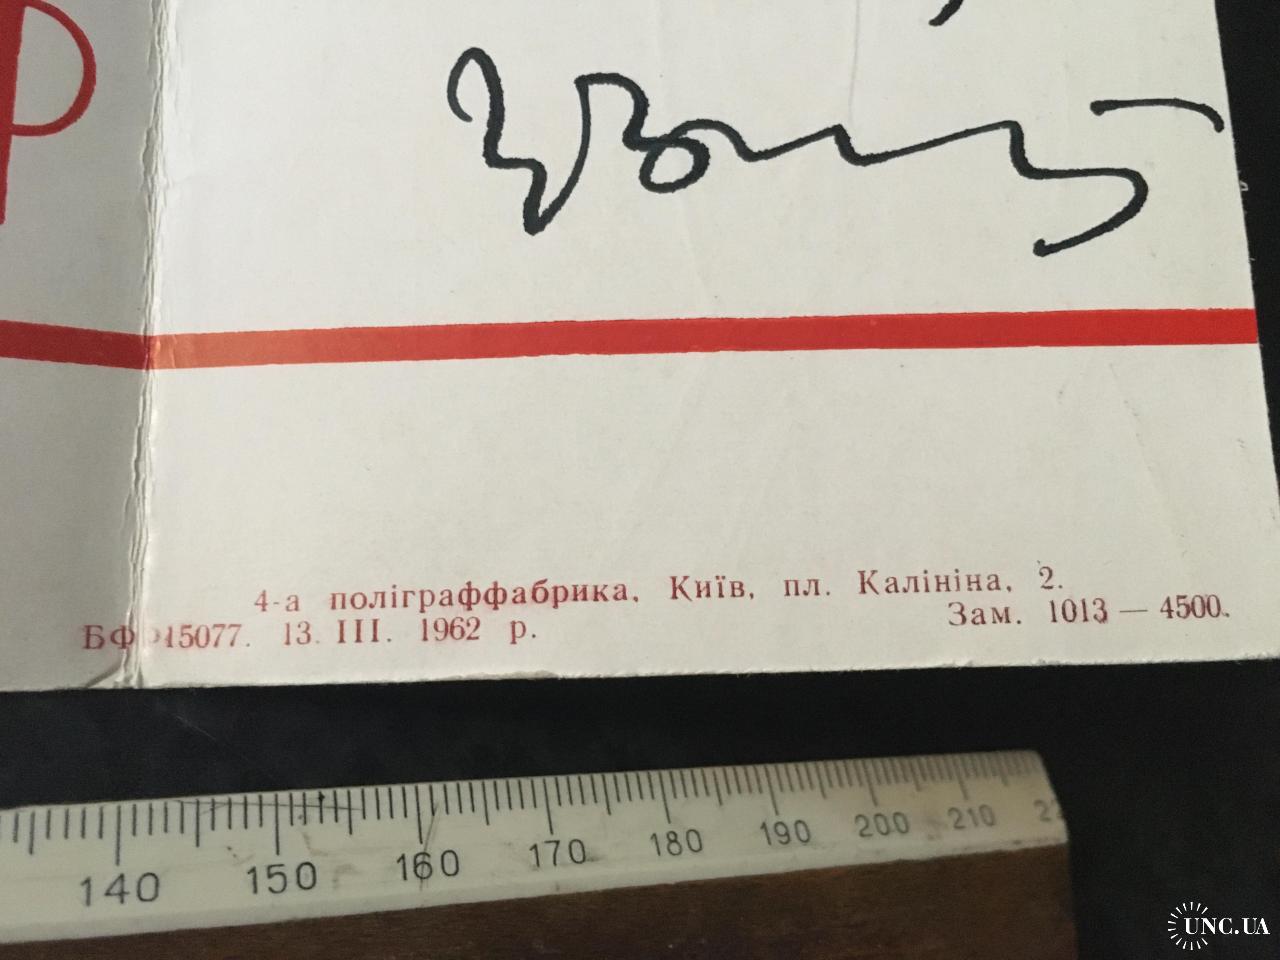 Р
4-а поліграффабрика, Київ, пл. Калініна, 2.
БФ 15077. 13. III. 1962 р.
Зам. 1013 — 4500.
140 150 160 170 180 190 200 210
UNC.UA